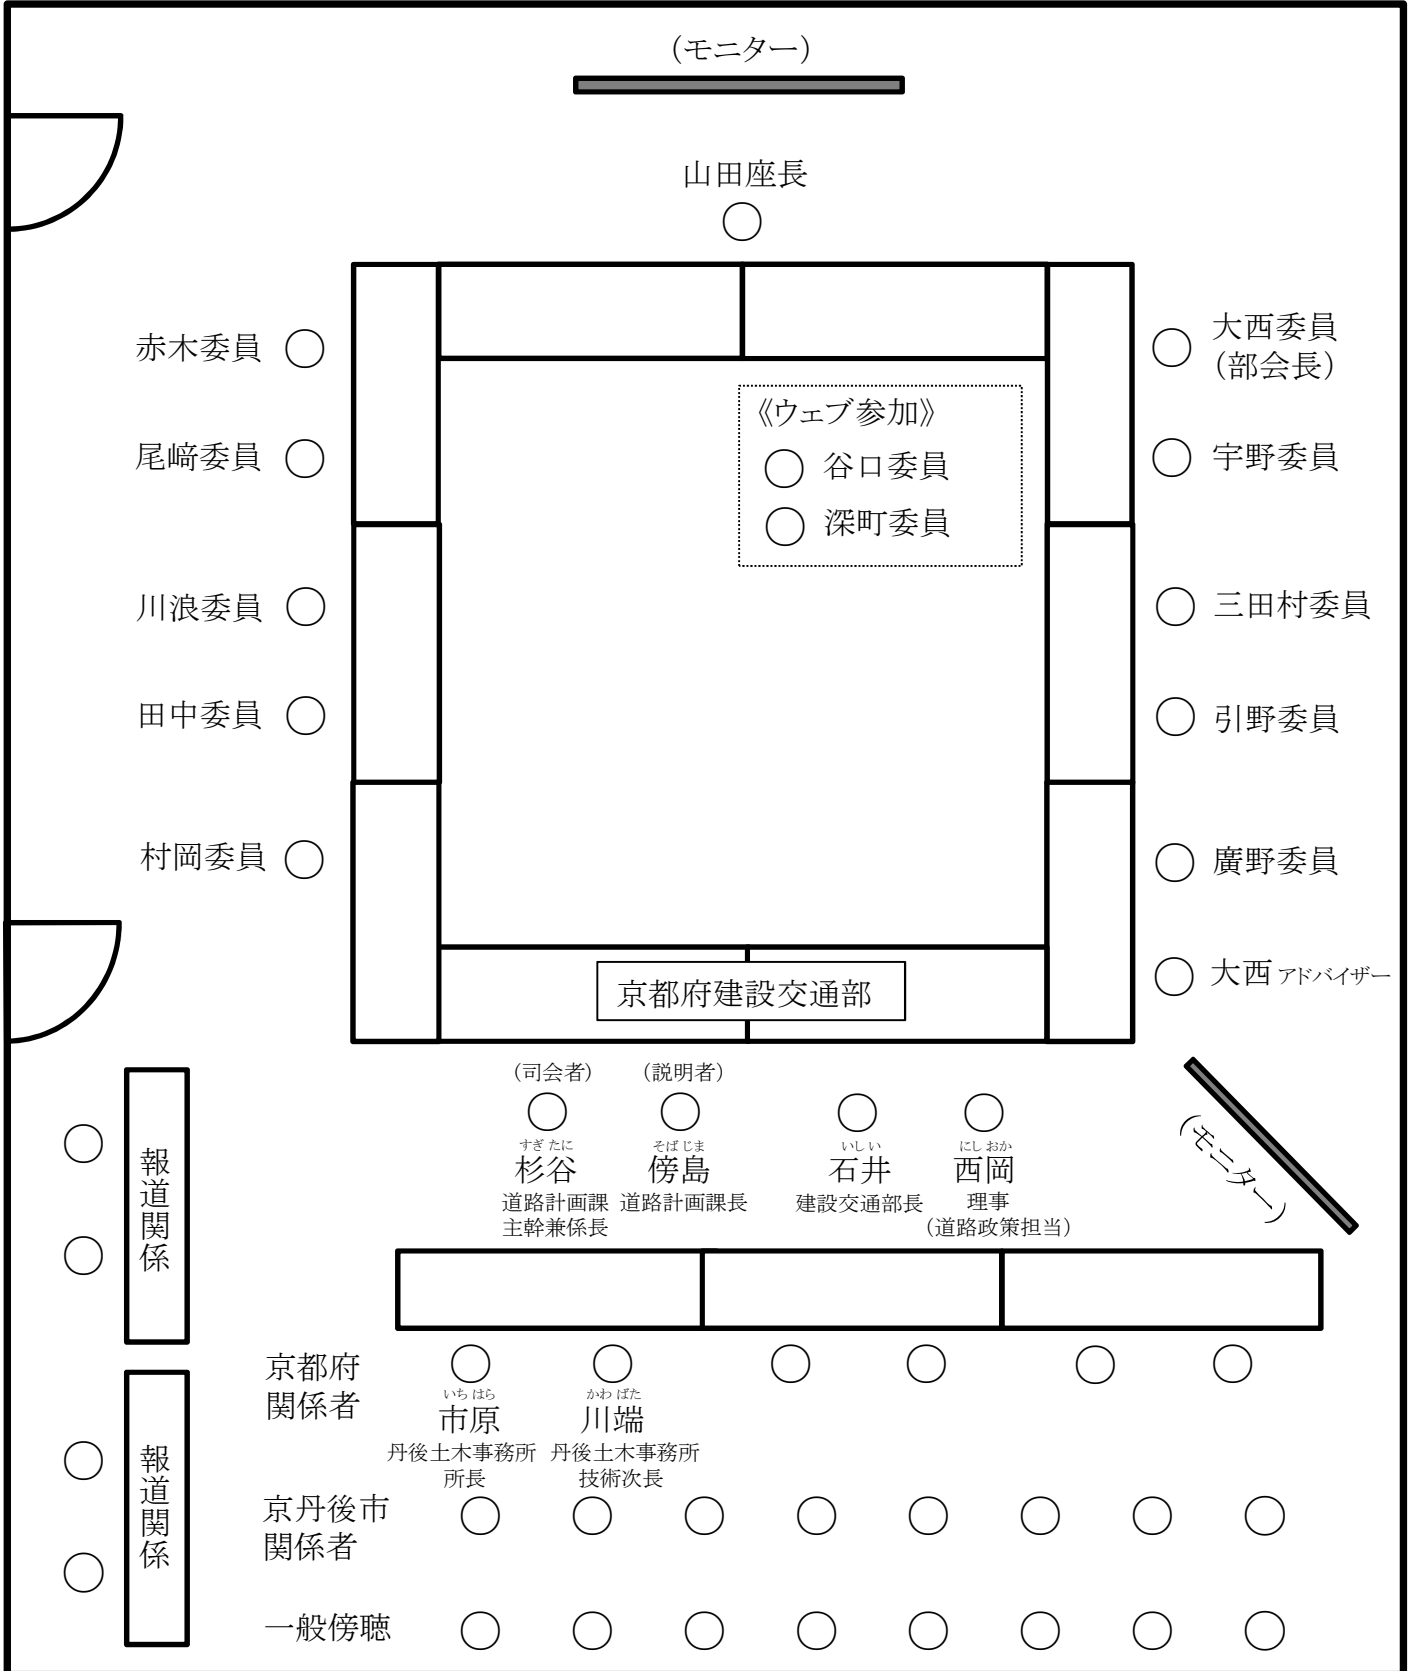 (モニター)
山田座長
赤木委員
大西委員
(部会長)
《ウェブ参加》
尾﨑委員
谷口委員
宇野委員
深町委員
川浪委員
三田村委員
田中委員
引野委員
村岡委員
廣野委員
大西 アドバイザー
京都府建設交通部
(司会者)
(説明者)
すぎ たに
杉谷
道路計画課
主幹兼係長
そば じま
傍島
道路計画課長
いし い
石井
建設交通部長
にし おか
西岡
理事
(道路政策担当)
(モニター)
報道関係
京都府
関係者
いち はら
市原
丹後土木事務所
所長
かわ ばた
川端
丹後土木事務所
技術次長
報道関係
京丹後市
関係者
一般傍聴